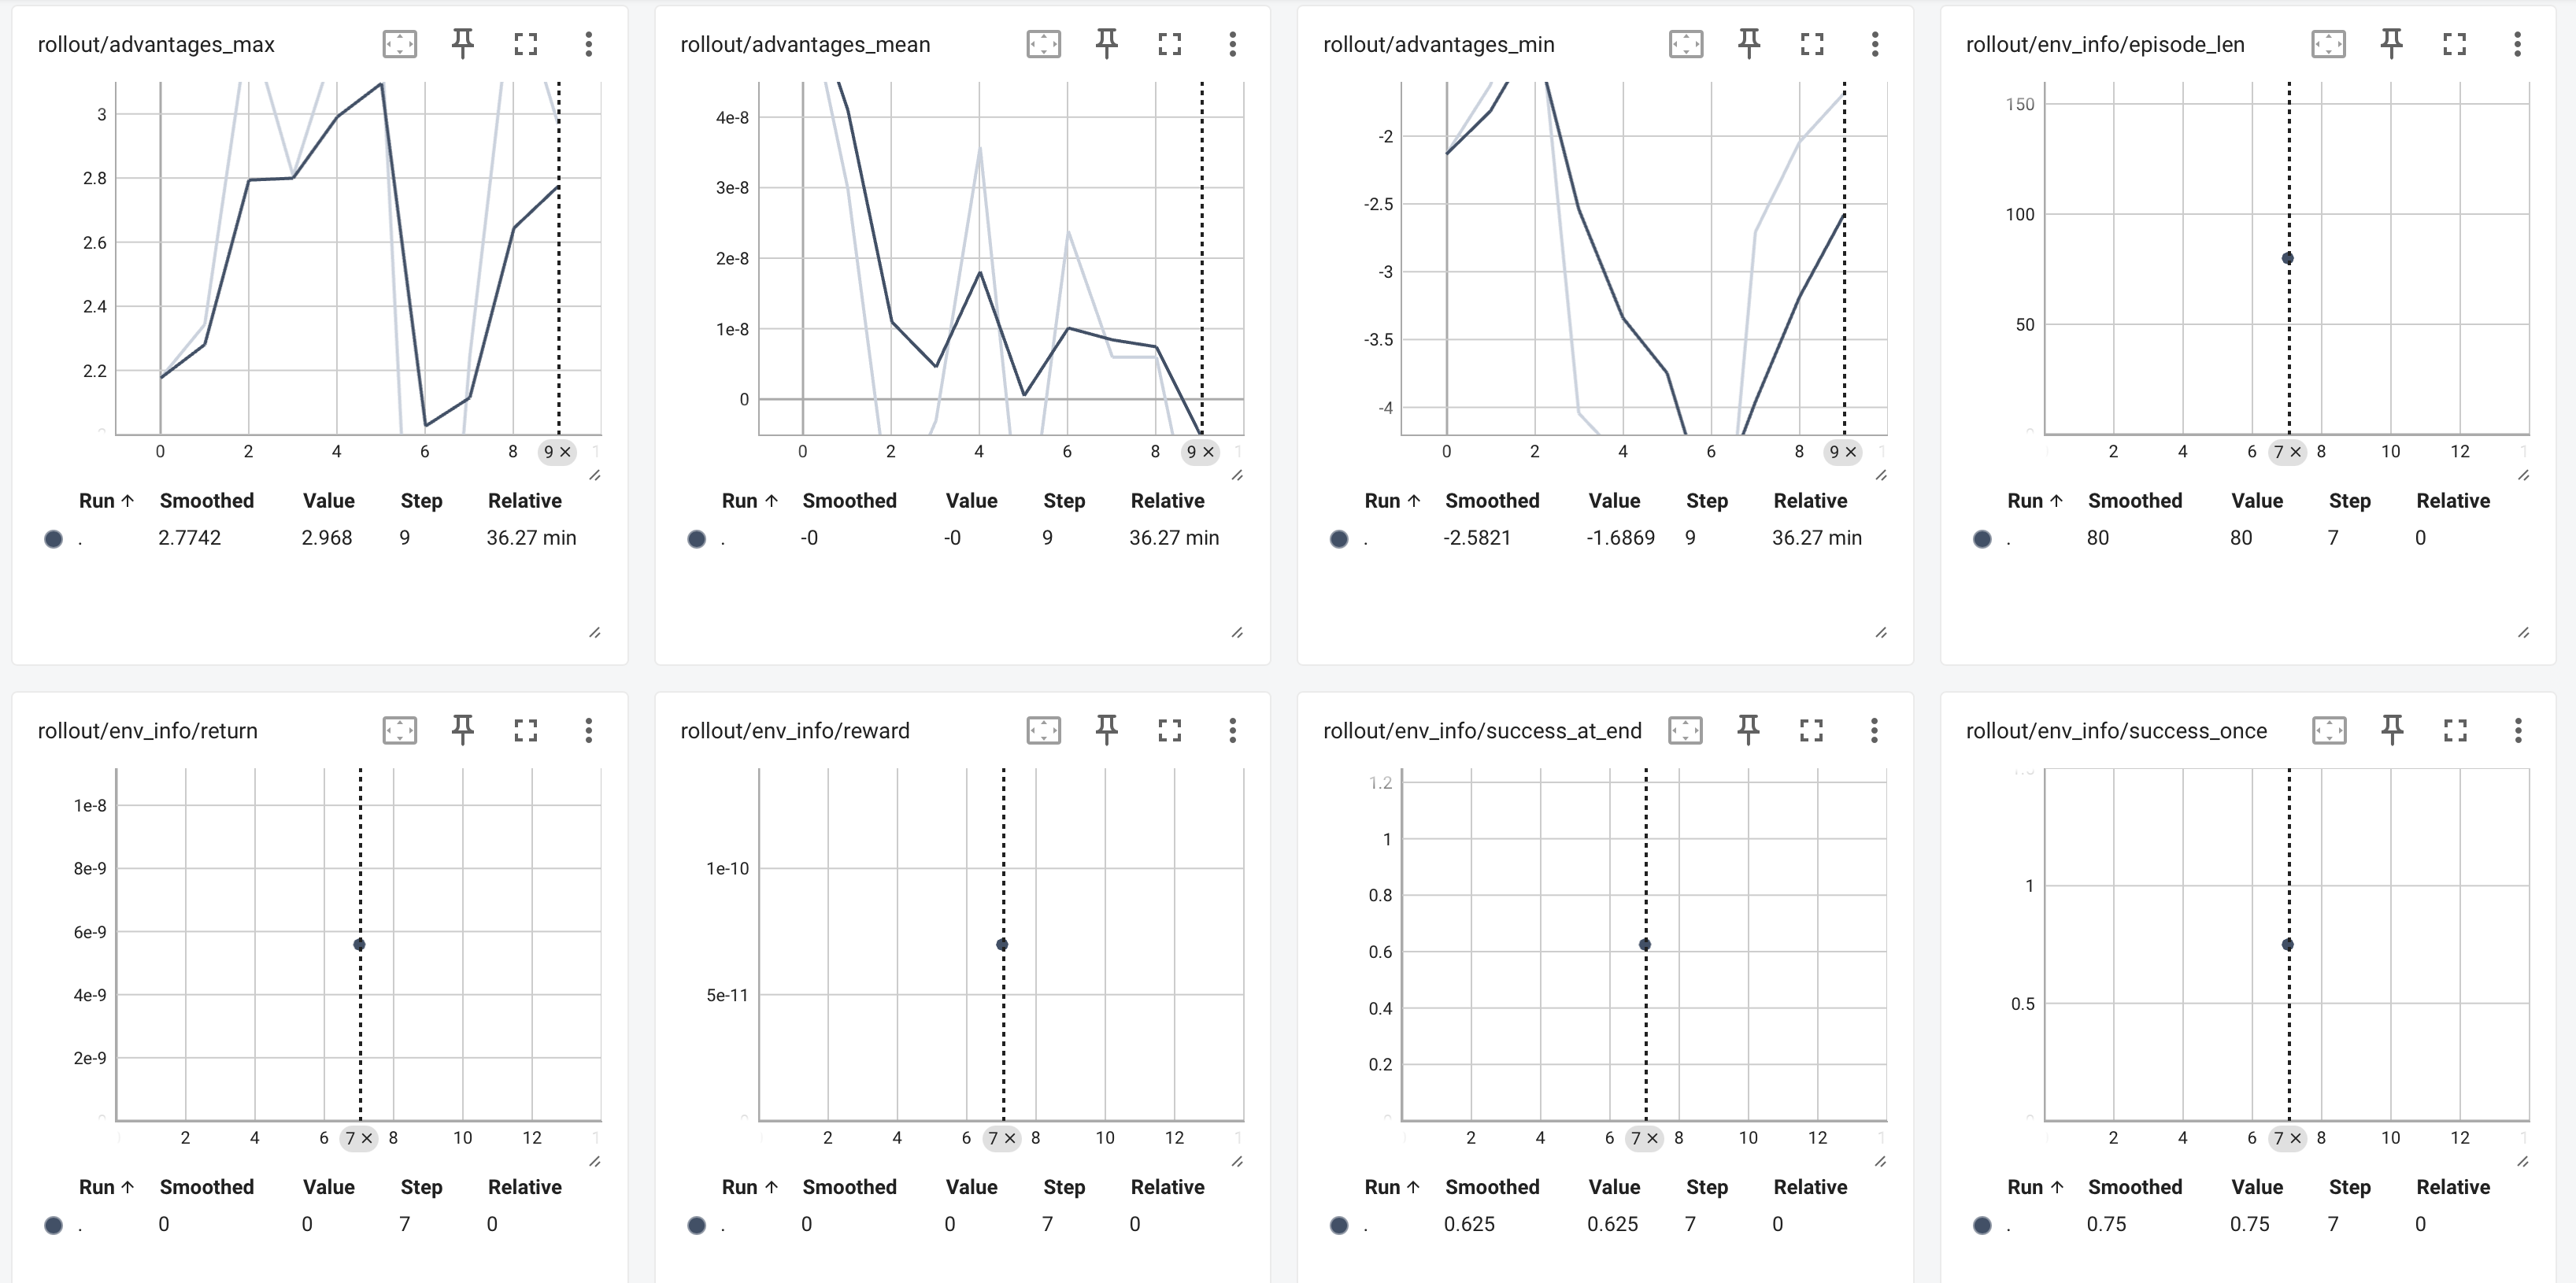 rollout/advantages_max
3
2.8
2.6
2.4
2.2
0 2 4 6 8 9 ×
Run ↑ Smoothed Value Step Relative
. 2.7742 2.968 9 36.27 min
rollout/advantages_mean
4e-8
3e-8
2e-8
1e-8
0
0 2 4 6 8 9 ×
Run ↑ Smoothed Value Step Relative
. -0 -0 9 36.27 min
rollout/advantages_min
-2
-2.5
-3
-3.5
-4
0 2 4 6 8 9 ×
Run ↑ Smoothed Value Step Relative
. -2.5821 -1.6869 9 36.27 min
rollout/env_info/episode_len
150
100
50
2 4 6 7 × 8 10 12
Run ↑ Smoothed Value Step Relative
. 80 80 7 0
rollout/env_info/return
1e-8
8e-9
6e-9
4e-9
2e-9
2 4 6 7 × 8 10 12
Run ↑ Smoothed Value Step Relative
. 0 0 7 0
rollout/env_info/reward
1e-10
5e-11
2 4 6 7 × 8 10 12
Run ↑ Smoothed Value Step Relative
. 0 0 7 0
rollout/env_info/success_at_end
1.2
1
0.8
0.6
0.4
0.2
2 4 6 7 × 8 10 12
Run ↑ Smoothed Value Step Relative
. 0.625 0.625 7 0
rollout/env_info/success_once
1
0.5
2 4 6 7 × 8 10 12
Run ↑ Smoothed Value Step Relative
. 0.75 0.75 7 0